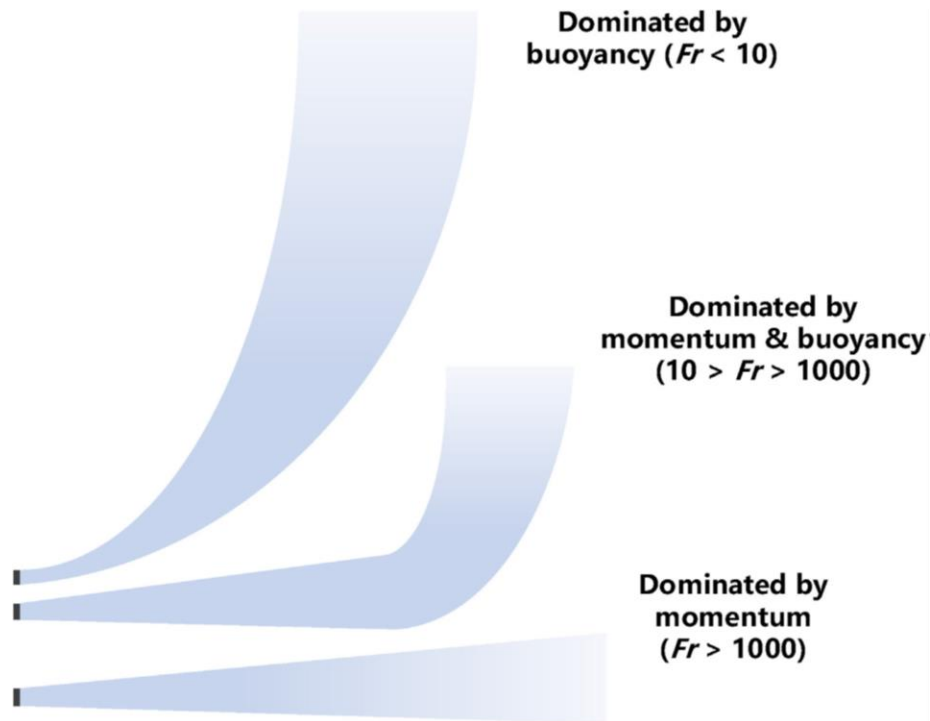 Dominated by
buoyancy (Fr < 10)
Dominated by
momentum & buoyancy
(10 > Fr > 1000)
Dominated by
momentum
(Fr > 1000)